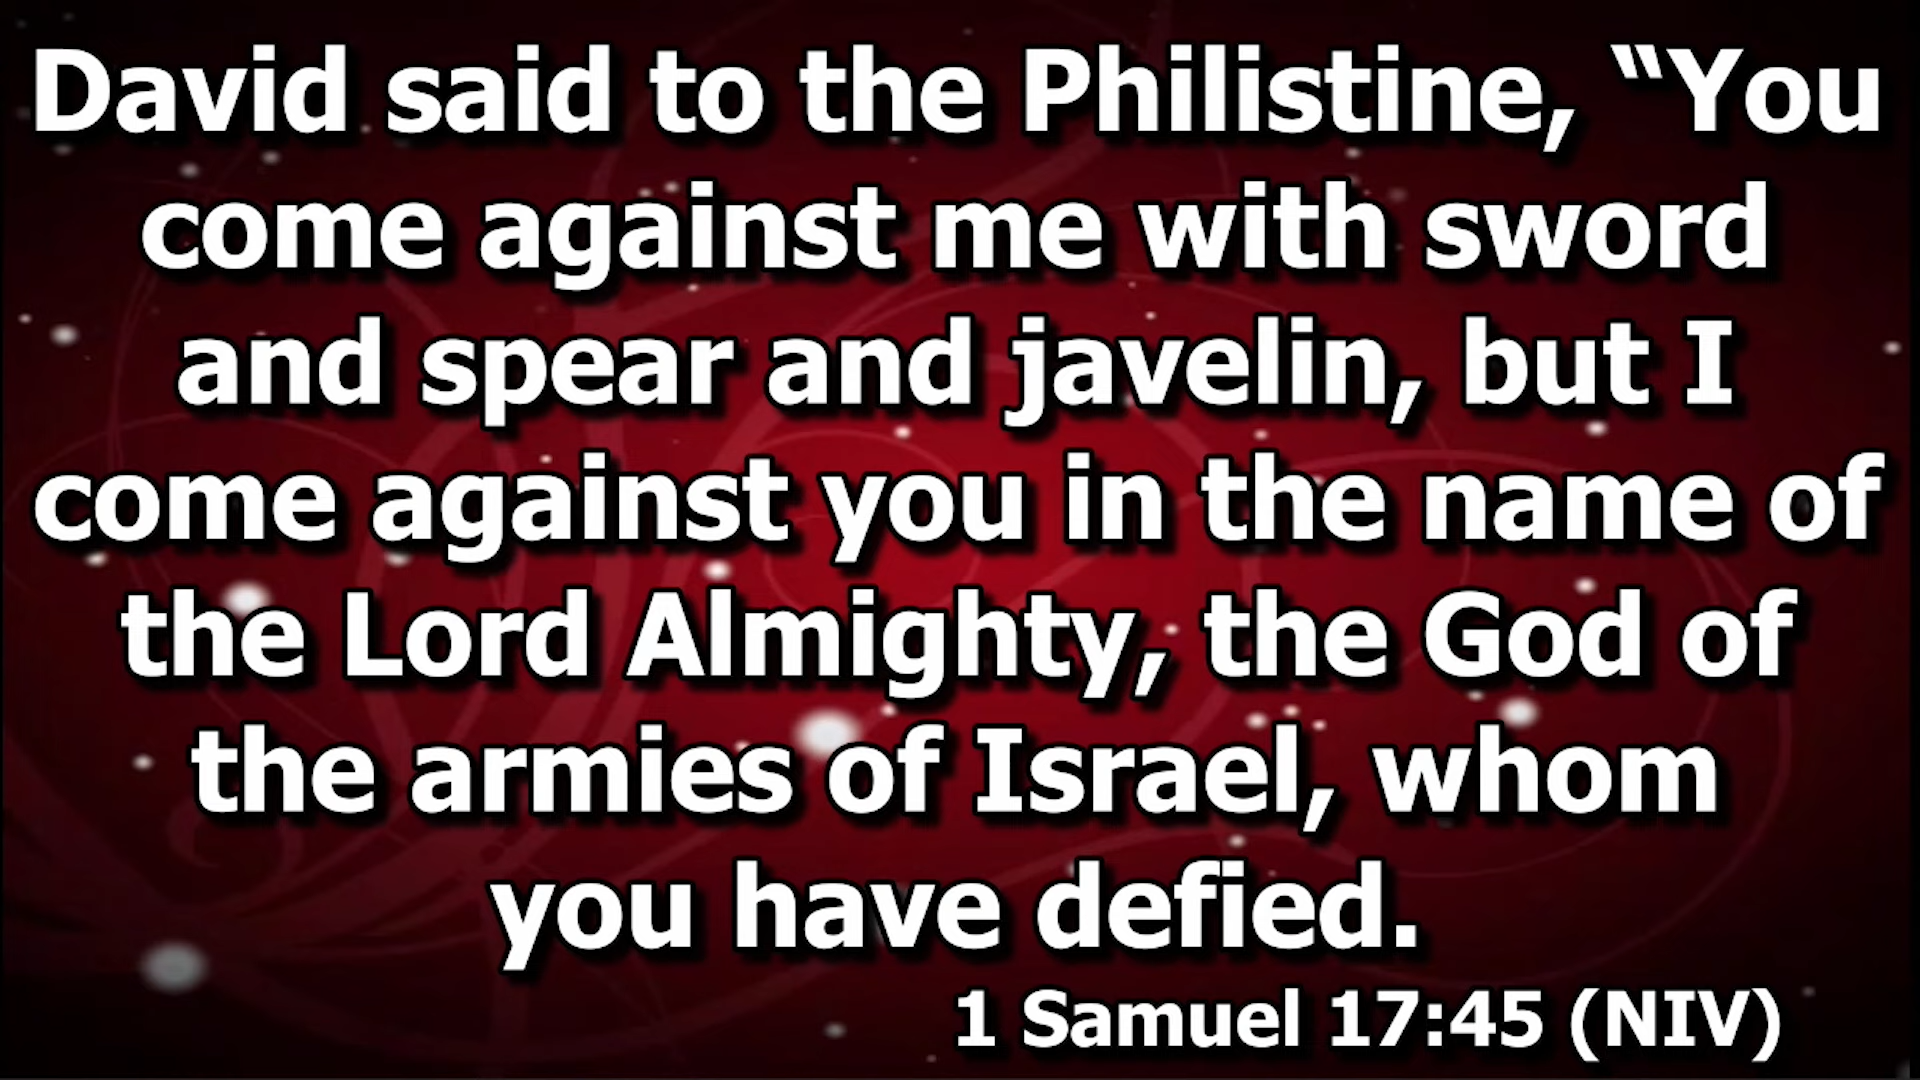 David said to the Philistine, “You
come against me with sword
and spear and javelin, but I
come against you in the name of
the Lord Almighty, the God of
the armies of Israel, whom
you have defied.
1 Samuel 17:45 (NIV)